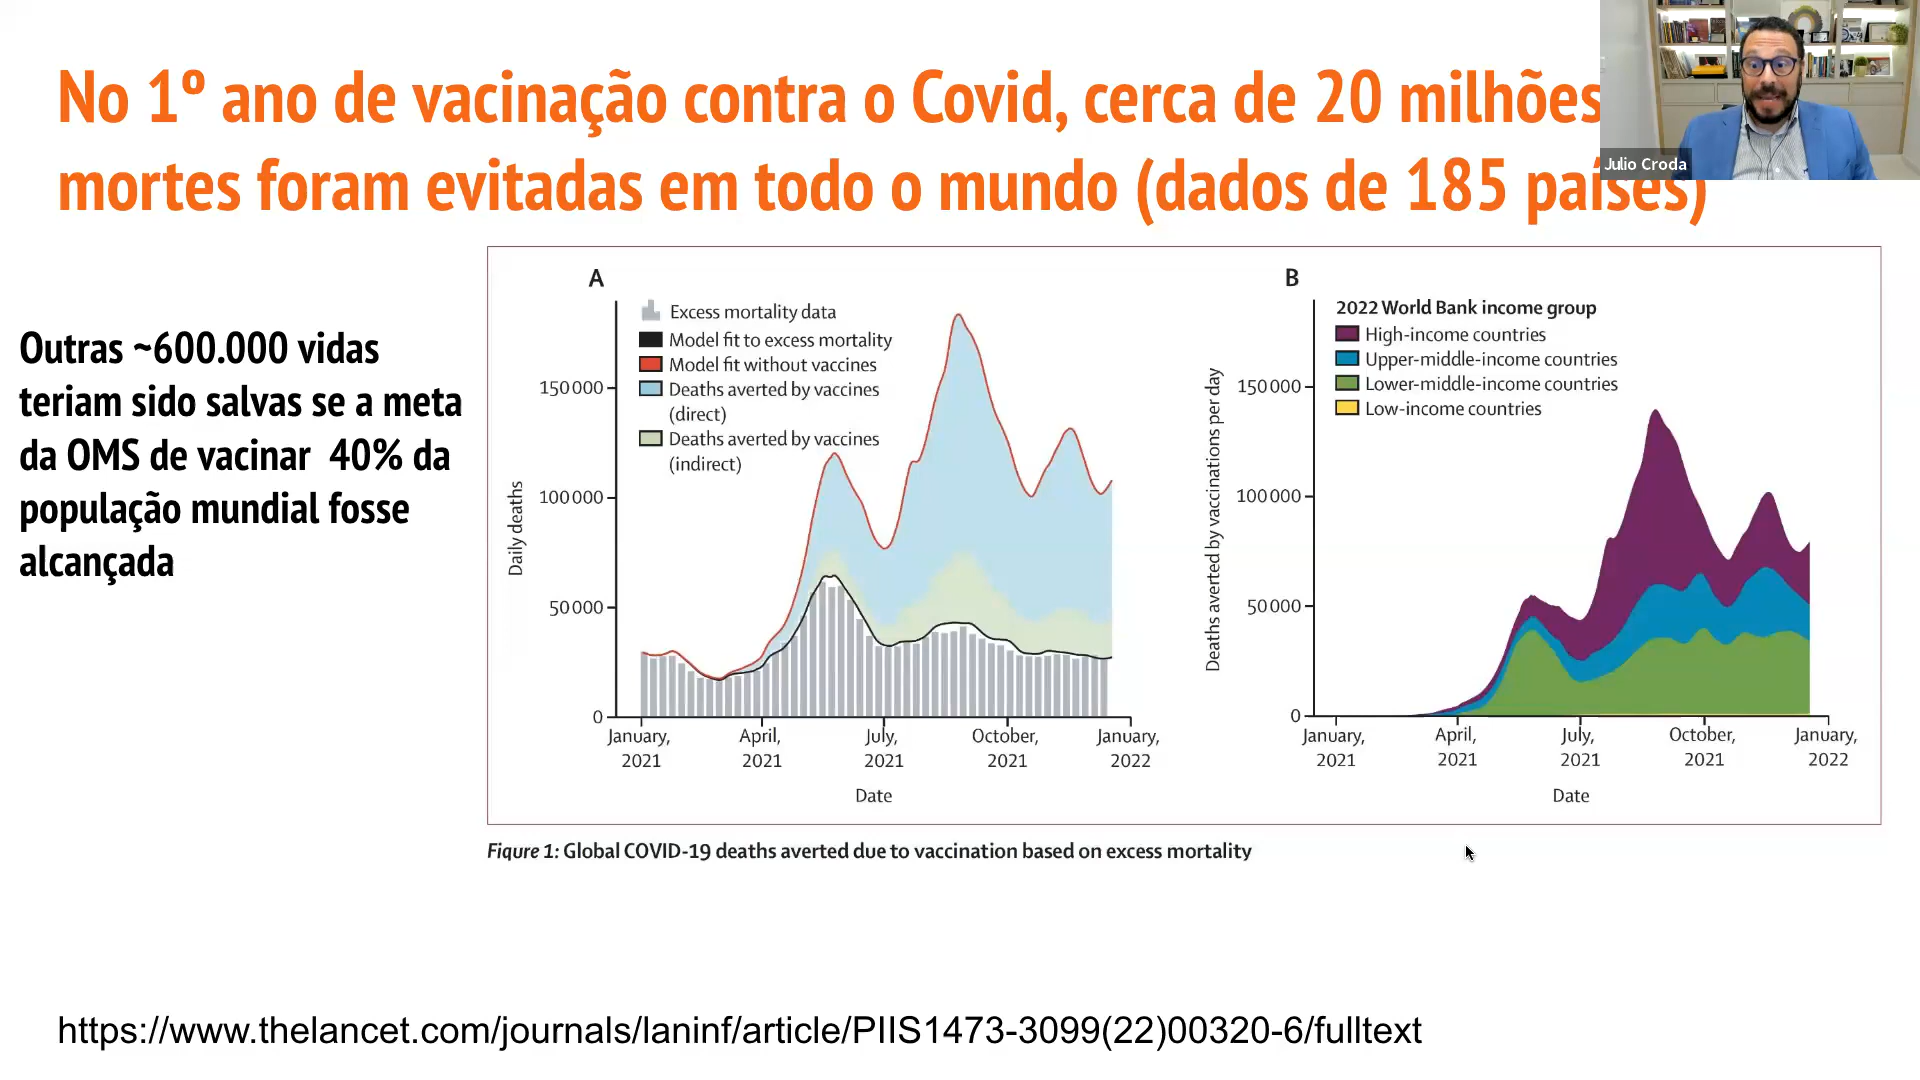 No 1º ano de vacinação contra o Covid, cerca de 20 milhões
mortes foram evitadas em todo o mundo (dados de 185 países)
Julio Croda
Outras ~600.000 vidas
teriam sido salvas se a meta
da OMS de vacinar 40% da
população mundial fosse
alcançada
A
Excess mortality data
Model fit to excess mortality
Model fit without vaccines
Deaths averted by vaccines
(direct)
Deaths averted by vaccines
(indirect)
Daily deaths
150 000
100 000
50 000
0
January, 2021
April, 2021
July, 2021
October, 2021
January, 2022
Date
B
2022 World Bank income group
High-income countries
Upper-middle-income countries
Lower-middle-income countries
Low-income countries
Deaths averted by vaccinations per day
150 000
100 000
50 000
0
January, 2021
April, 2021
July, 2021
October, 2021
January, 2022
Date
Figure 1: Global COVID-19 deaths averted due to vaccination based on excess mortality
https://www.thelancet.com/journals/laninf/article/PIIS1473-3099(22)00320-6/fulltext